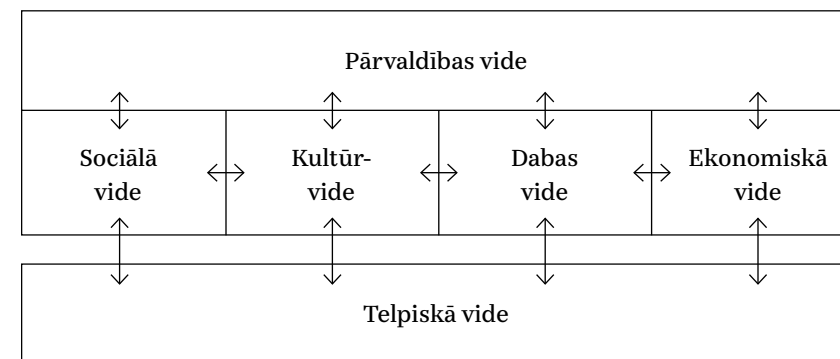 Pārvaldības vide
Sociālā
vide
Kultūr-
vide
Dabas
vide
Ekonomiskā
vide
Telpiskā vide